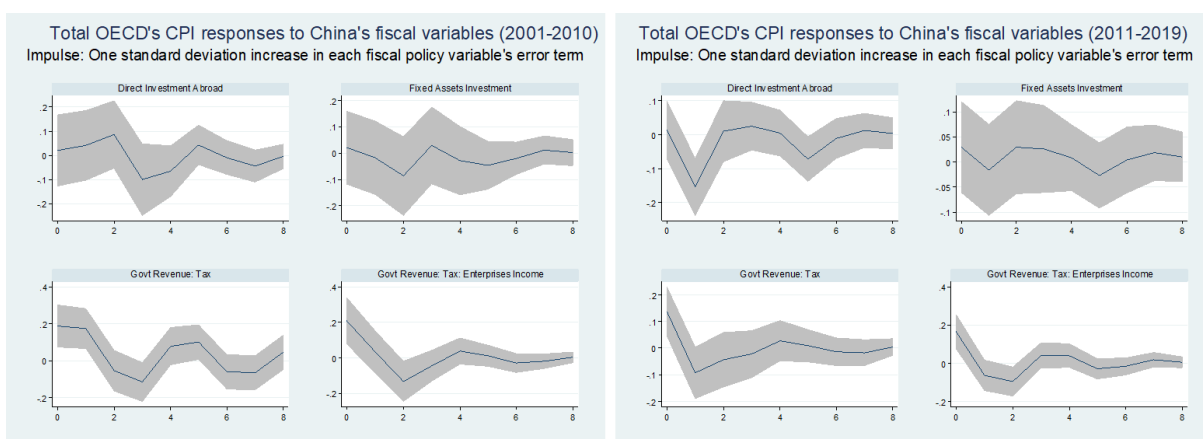 Total OECD's CPI responses to China's fiscal variables (2001-2010)
Impulse: One standard deviation increase in each fiscal policy variable's error term
Direct Investment Abroad
.2
.1
0
-.1
-.2
0 2 4 6 8
Fixed Assets Investment
.2
.1
0
-.1
-.2
0 2 4 6 8
Govt Revenue: Tax
.4
.2
0
-.2
0 2 4 6 8
Govt Revenue: Tax: Enterprises Income
.4
.2
0
-.2
0 2 4 6 8
Total OECD's CPI responses to China's fiscal variables (2011-2019)
Impulse: One standard deviation increase in each fiscal policy variable's error term
Direct Investment Abroad
.1
0
-.1
-.2
0 2 4 6 8
Fixed Assets Investment
.1
.05
0
-.05
-.1
0 2 4 6 8
Govt Revenue: Tax
.2
.1
0
-.1
-.2
0 2 4 6 8
Govt Revenue: Tax: Enterprises Income
.4
.2
0
-.2
0 2 4 6 8